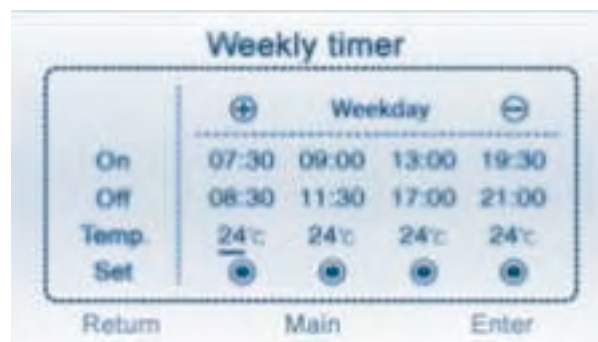 Weekly timer
⊕ Weekday ⊖
On 07:30 09:00 13:00 19:30
Off 08:30 11:30 17:00 21:00
Temp. 24℃ 24℃ 24℃ 24℃
Set
Return Main Enter